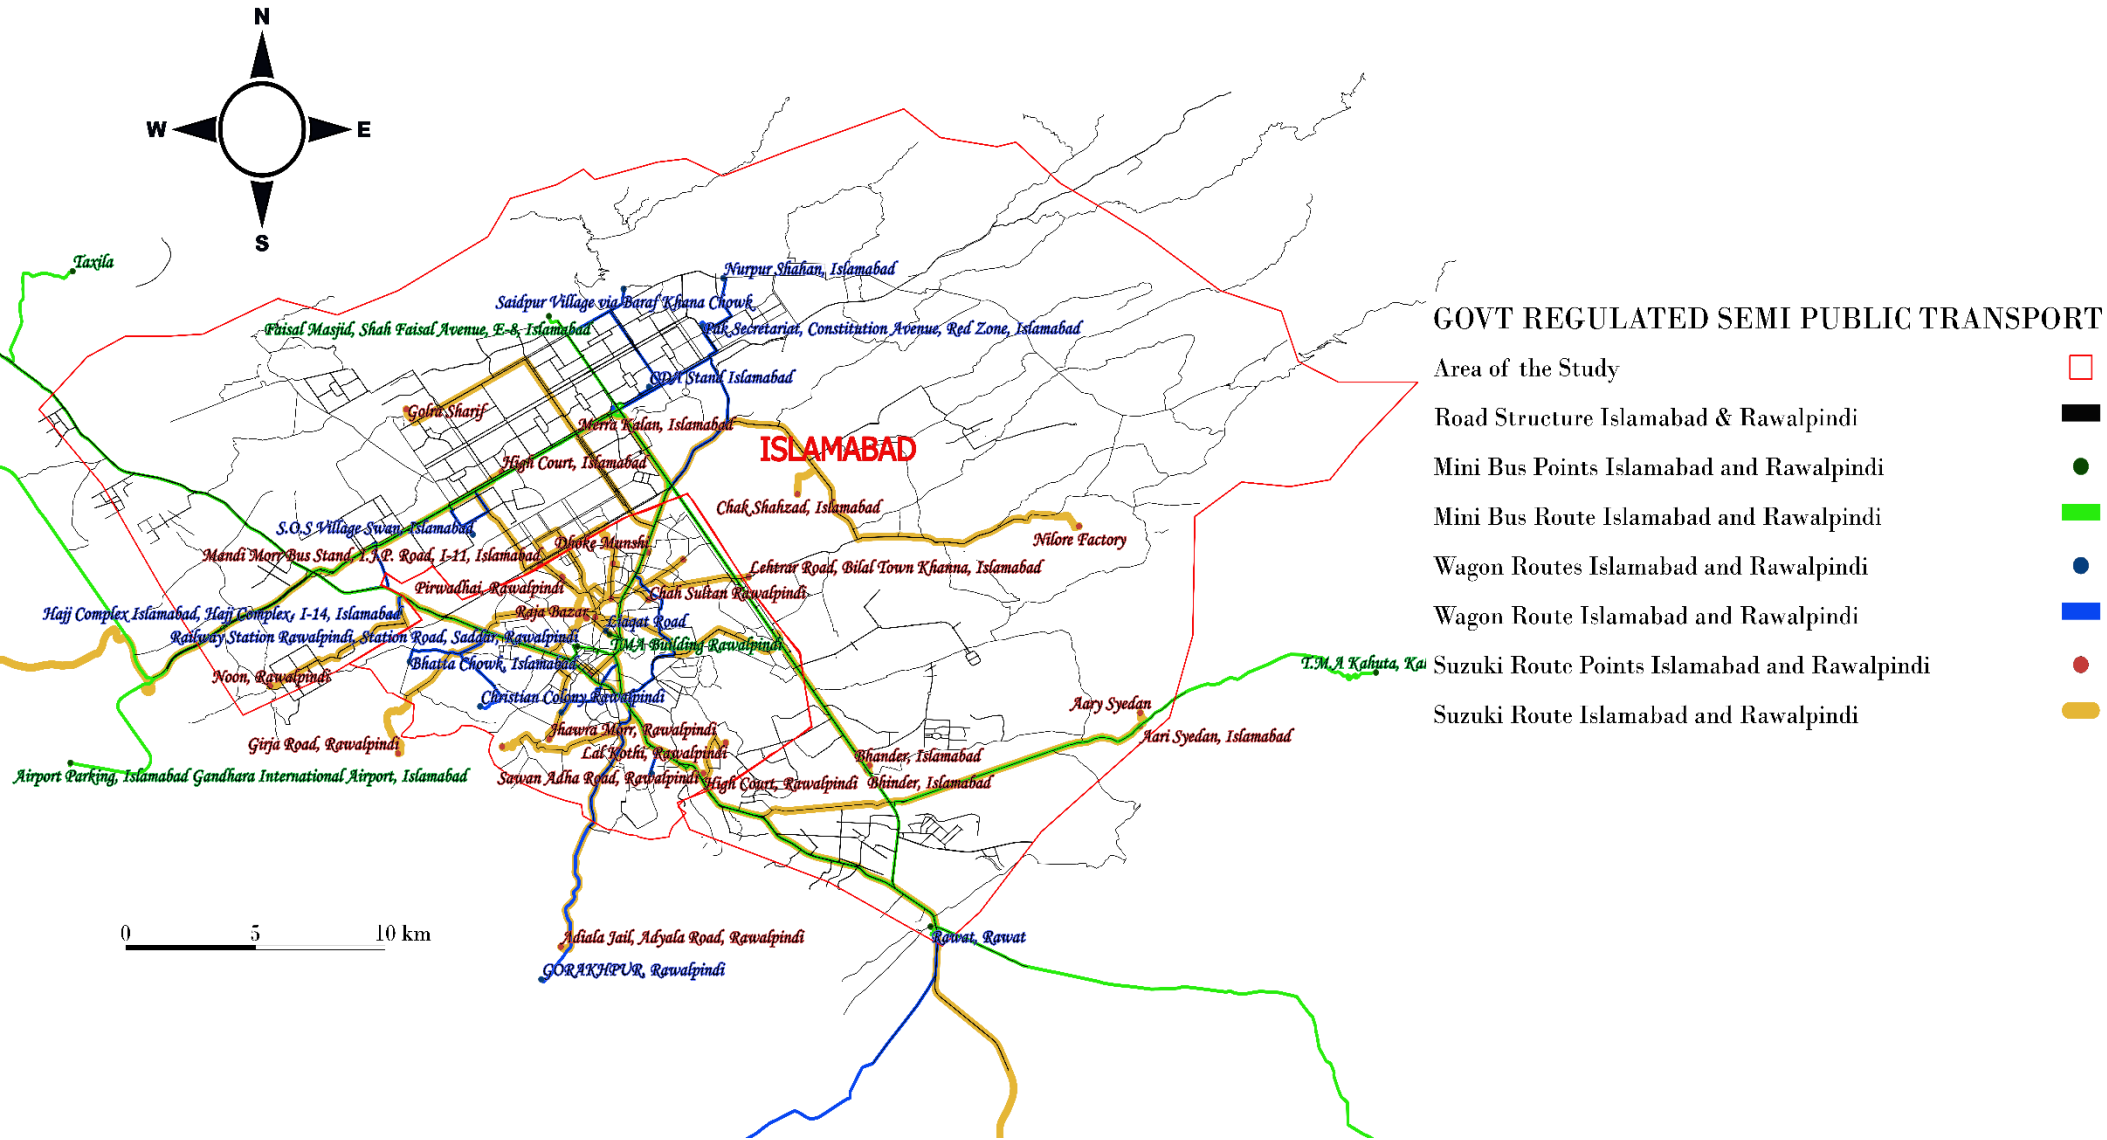 N
W
E
S
Taxila
Nurpur Shahan, Islamabad
Saidpur Village via Baraf Khana Chowk
Faisal Masjid, Shah Faisal Avenue, E-8, Islamabad
Pak Secretariat, Constitution Avenue, Red Zone, Islamabad
CDA Stand Islamabad
Golra Sharif
Merra Kalan, Islamabad
ISLAMABAD
High Court, Islamabad
Chak Shahzad, Islamabad
S.O.S Village Swan, Islamabad
Nilore Factory
Dhoke Munshi
Mandi Morr Bus Stand, I.J.P. Road, I-11, Islamabad
Lehtrar Road, Bilal Town Khanna, Islamabad
Pirwadhai, Rawalpindi
Chah Sultan Rawalpindi
Hajj Complex Islamabad, Hajj Complex, I-14, Islamabad
Raja Bazar
Liaqat Road
Railway Station Rawalpindi, Station Road, Saddar, Rawalpindi
TMA Building Rawalpindi
Bhatta Chowk, Islamabad
T.M.A Kahuta, Ka
Noon, Rawalpindi
Christian Colony Rawalpindi
Aary Syedan
Jhawra Morr, Rawalpindi
Aari Syedan, Islamabad
Girja Road, Rawalpindi
Lal Kothi, Rawalpindi
Bhander, Islamabad
Airport Parking, Islamabad Gandhara International Airport, Islamabad
Sawan Adha Road, Rawalpindi
High Court, Rawalpindi
Bhinder, Islamabad
Adiala Jail, Adyala Road, Rawalpindi
Rawat, Rawat
GORAKHPUR, Rawalpindi
0 5 10 km
GOVT REGULATED SEMI PUBLIC TRANSPORT
Area of the Study
Road Structure Islamabad & Rawalpindi
Mini Bus Points Islamabad and Rawalpindi
Mini Bus Route Islamabad and Rawalpindi
Wagon Routes Islamabad and Rawalpindi
Wagon Route Islamabad and Rawalpindi
Suzuki Route Points Islamabad and Rawalpindi
Suzuki Route Islamabad and Rawalpindi